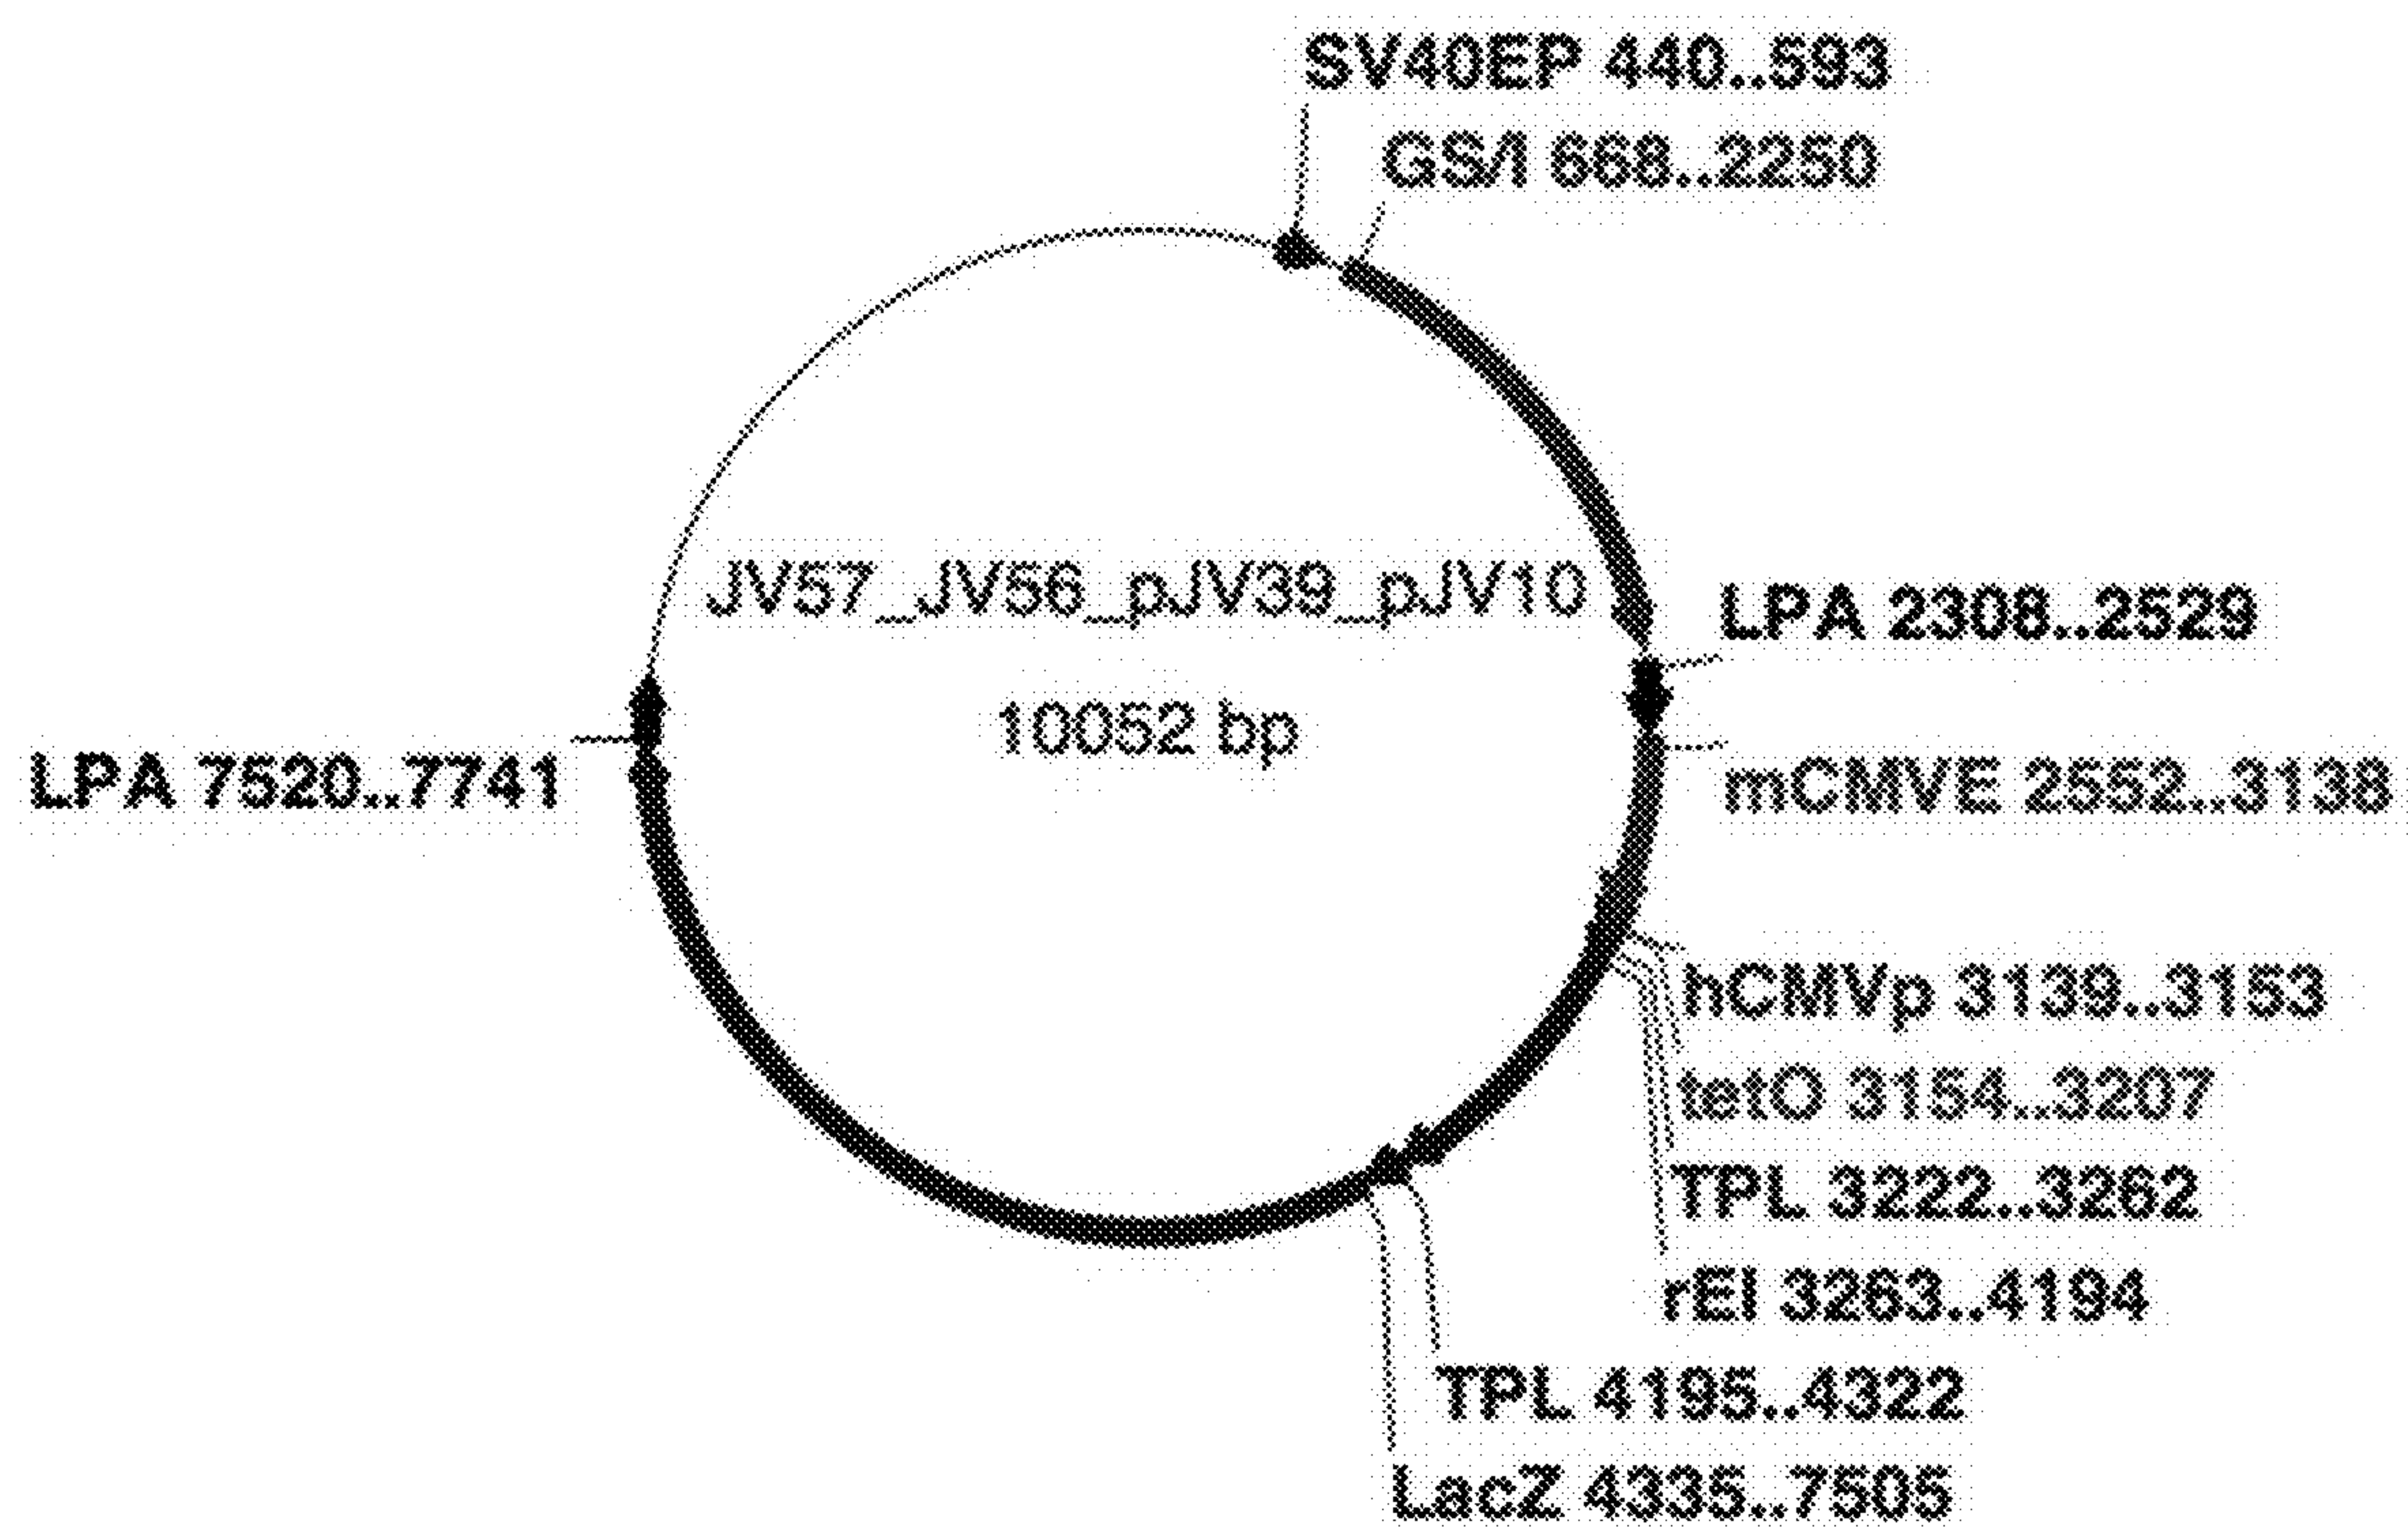 SV40EP 440..593
GS/I 668..2250
JV57_JV56_pJV39_pJV10
10052 bp
LPA 2308..2529
mCMVE 2552..3138
LPA 7520..7741
hCMVp 3139..3153
tetO 3154..3207
TPL 3222..3262
rEI 3263..4194
TPL 4195..4322
LacZ 4335..7505